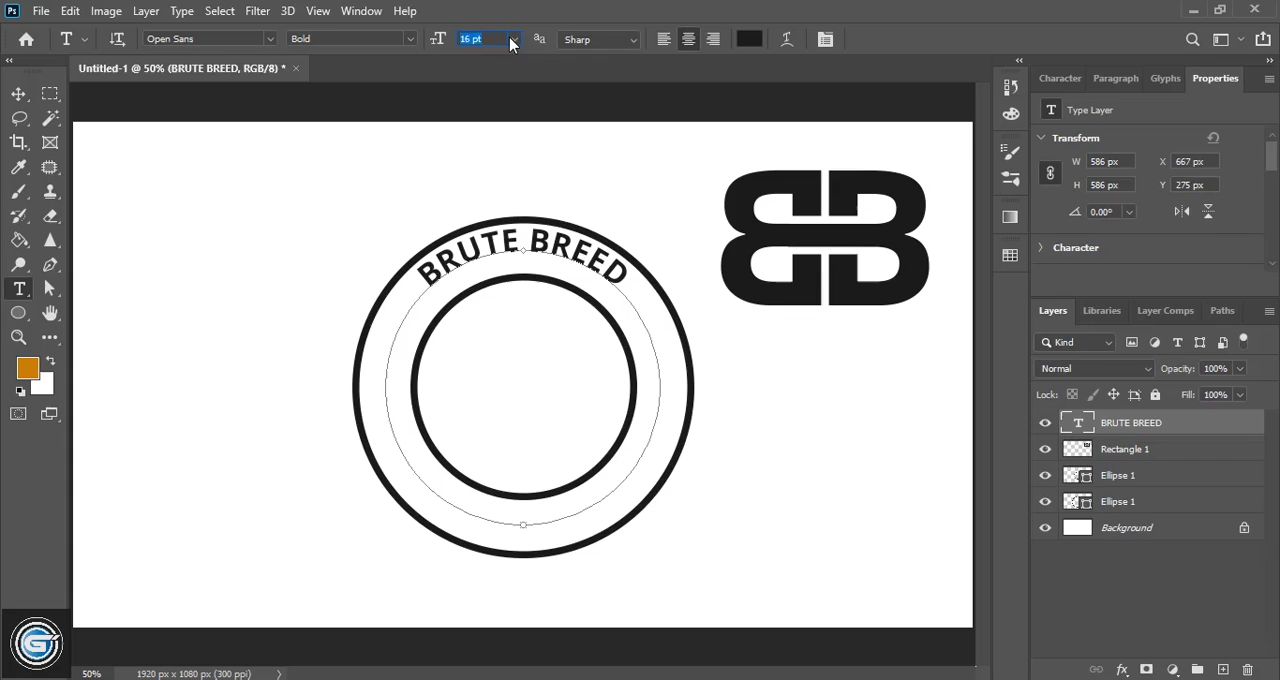 Ps File Edit Image Layer Type Select Filter 3D View Window Help
Open Sans Bold 16 pt Sharp
Untitled-1 @ 50% (BRUTE BREED, RGB/8) *
Character Paragraph Glyphs Properties
Type Layer
Transform
W 586 px X 667 px
H 586 px Y 275 px
0.00°
Character
BRUTE BREED
BB
Layers Libraries Layer Comps Paths
Kind
Normal Opacity: 100%
Lock: Fill: 100%
BRUTE BREED
Rectangle 1
Ellipse 1
Ellipse 1
Background
50% 1920 px x 1080 px (300 ppi)